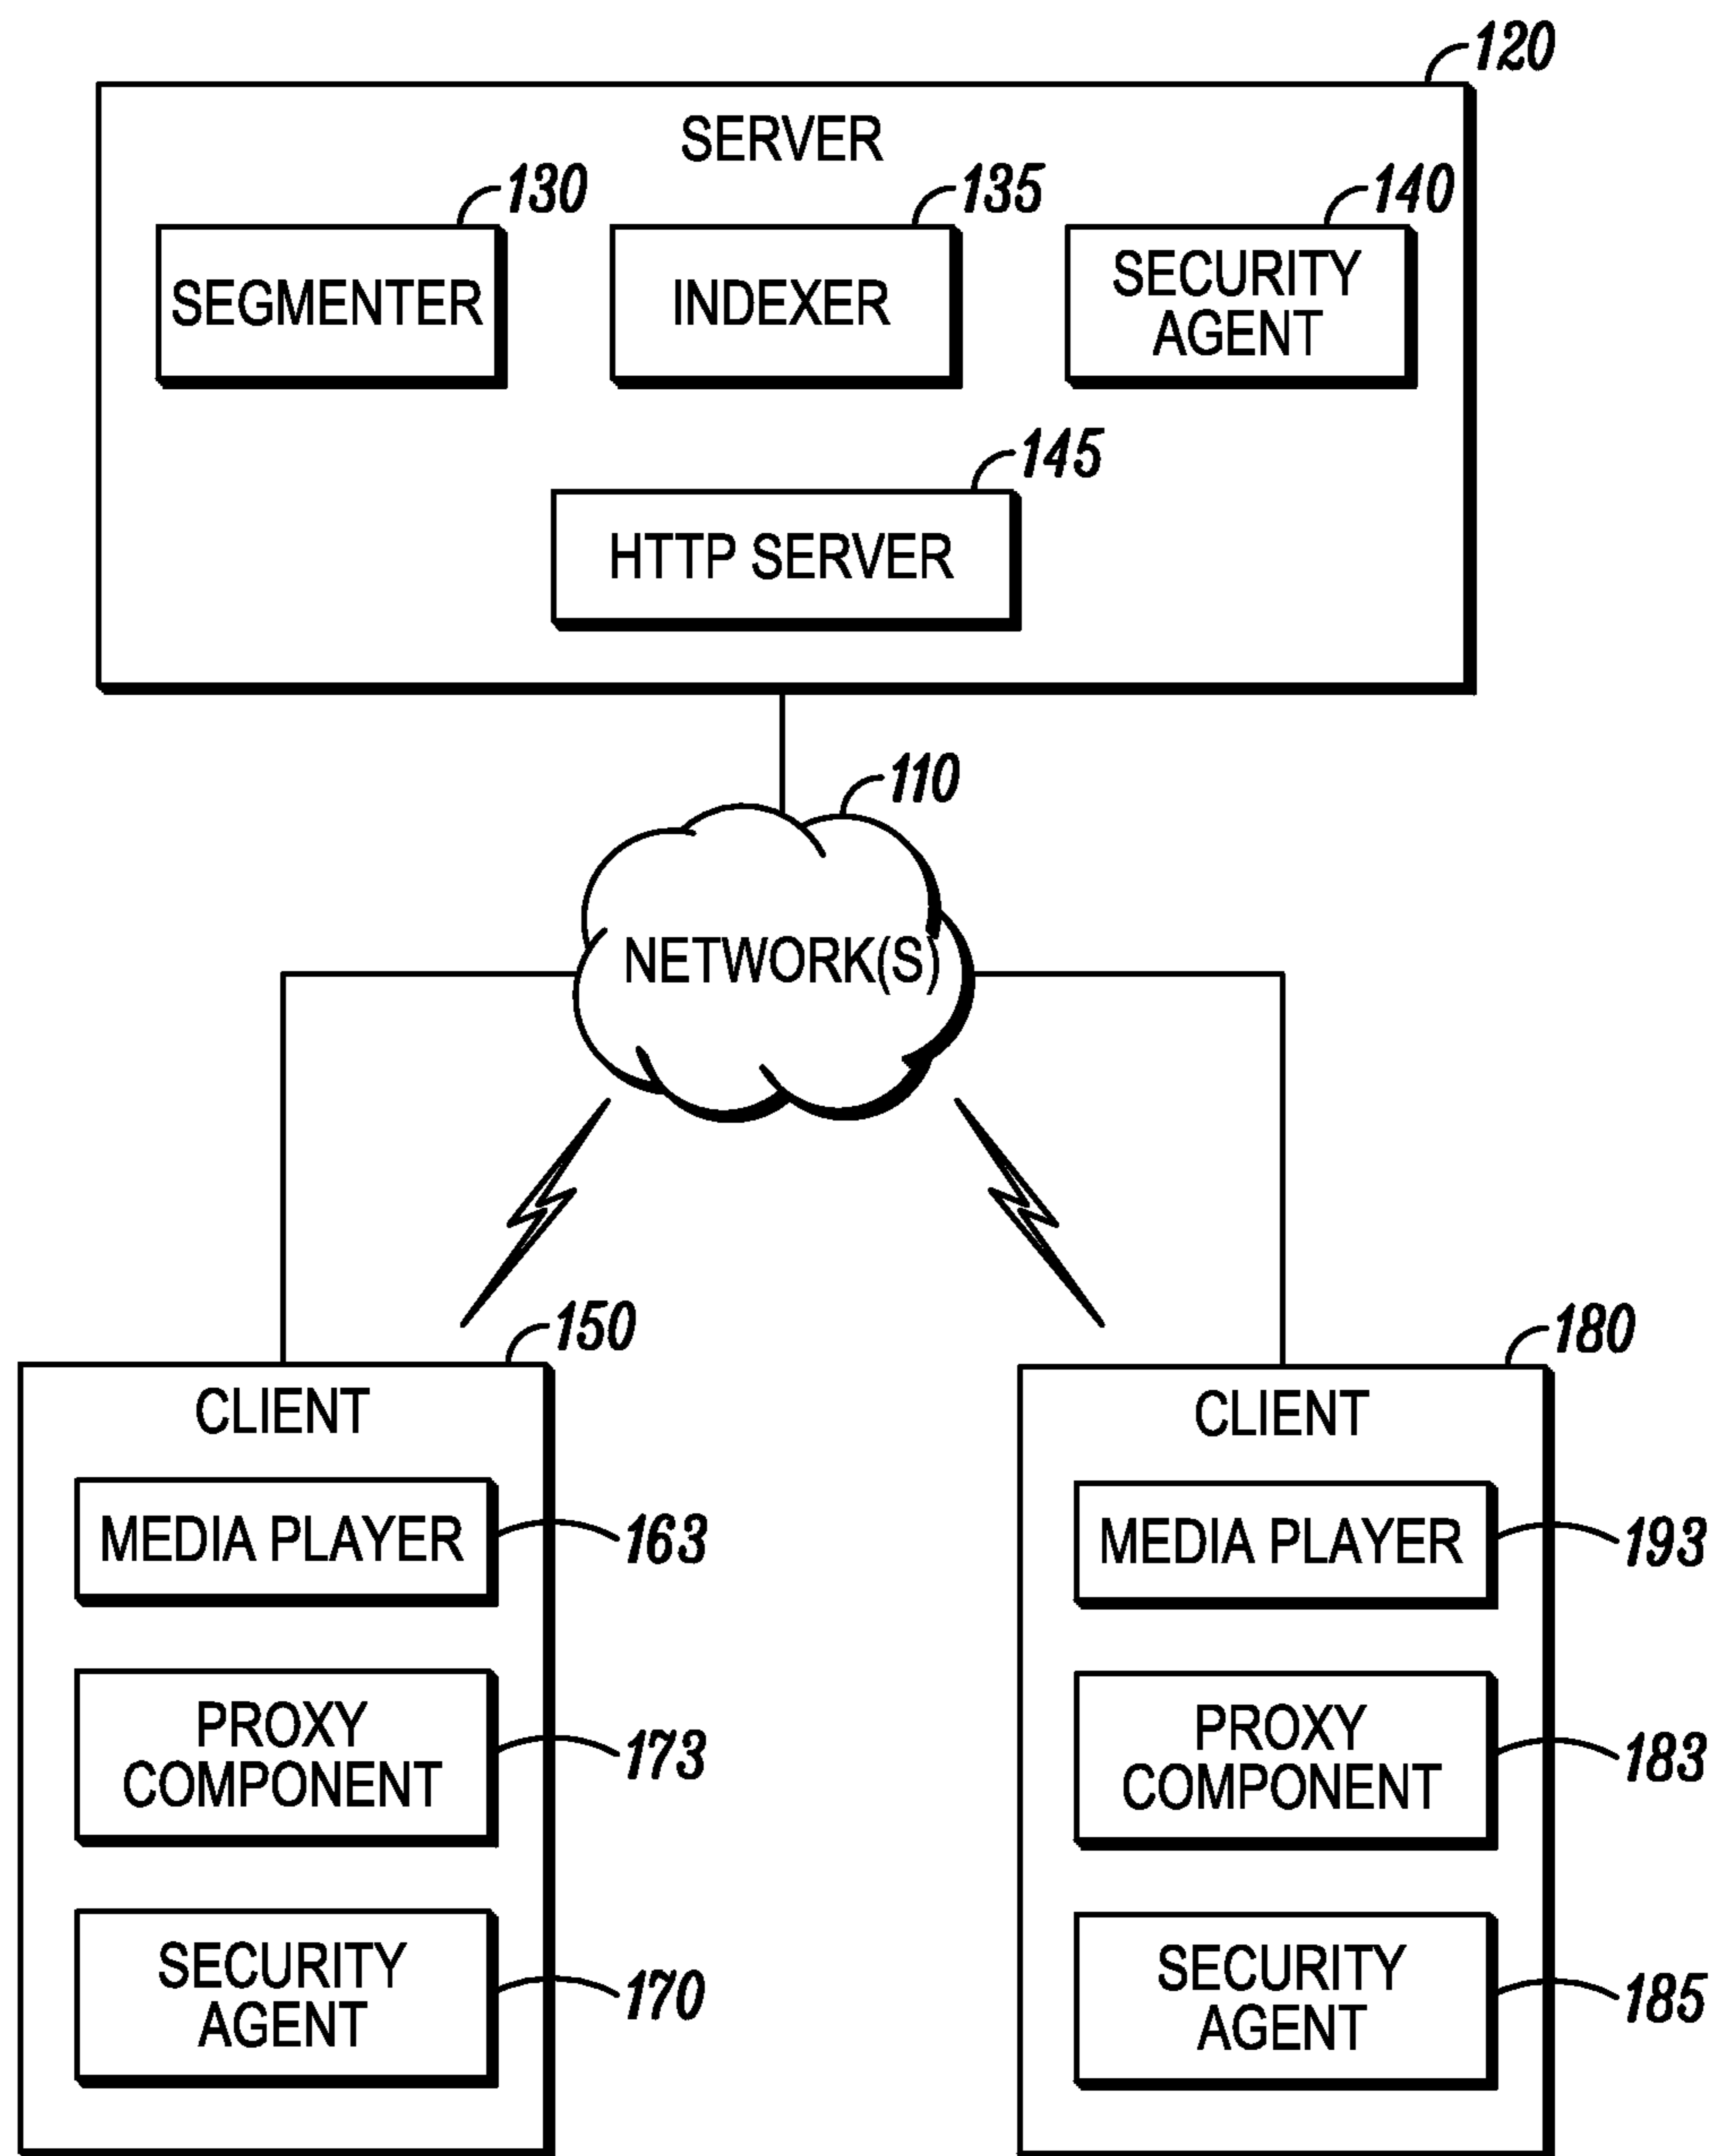 120
SERVER
130
135
140
SEGMENTER
INDEXER
SECURITY
AGENT
145
HTTP SERVER
110
NETWORK(S)
150
180
CLIENT
MEDIA PLAYER
163
PROXY
COMPONENT
173
SECURITY
AGENT
170
CLIENT
MEDIA PLAYER
193
PROXY
COMPONENT
183
SECURITY
AGENT
185